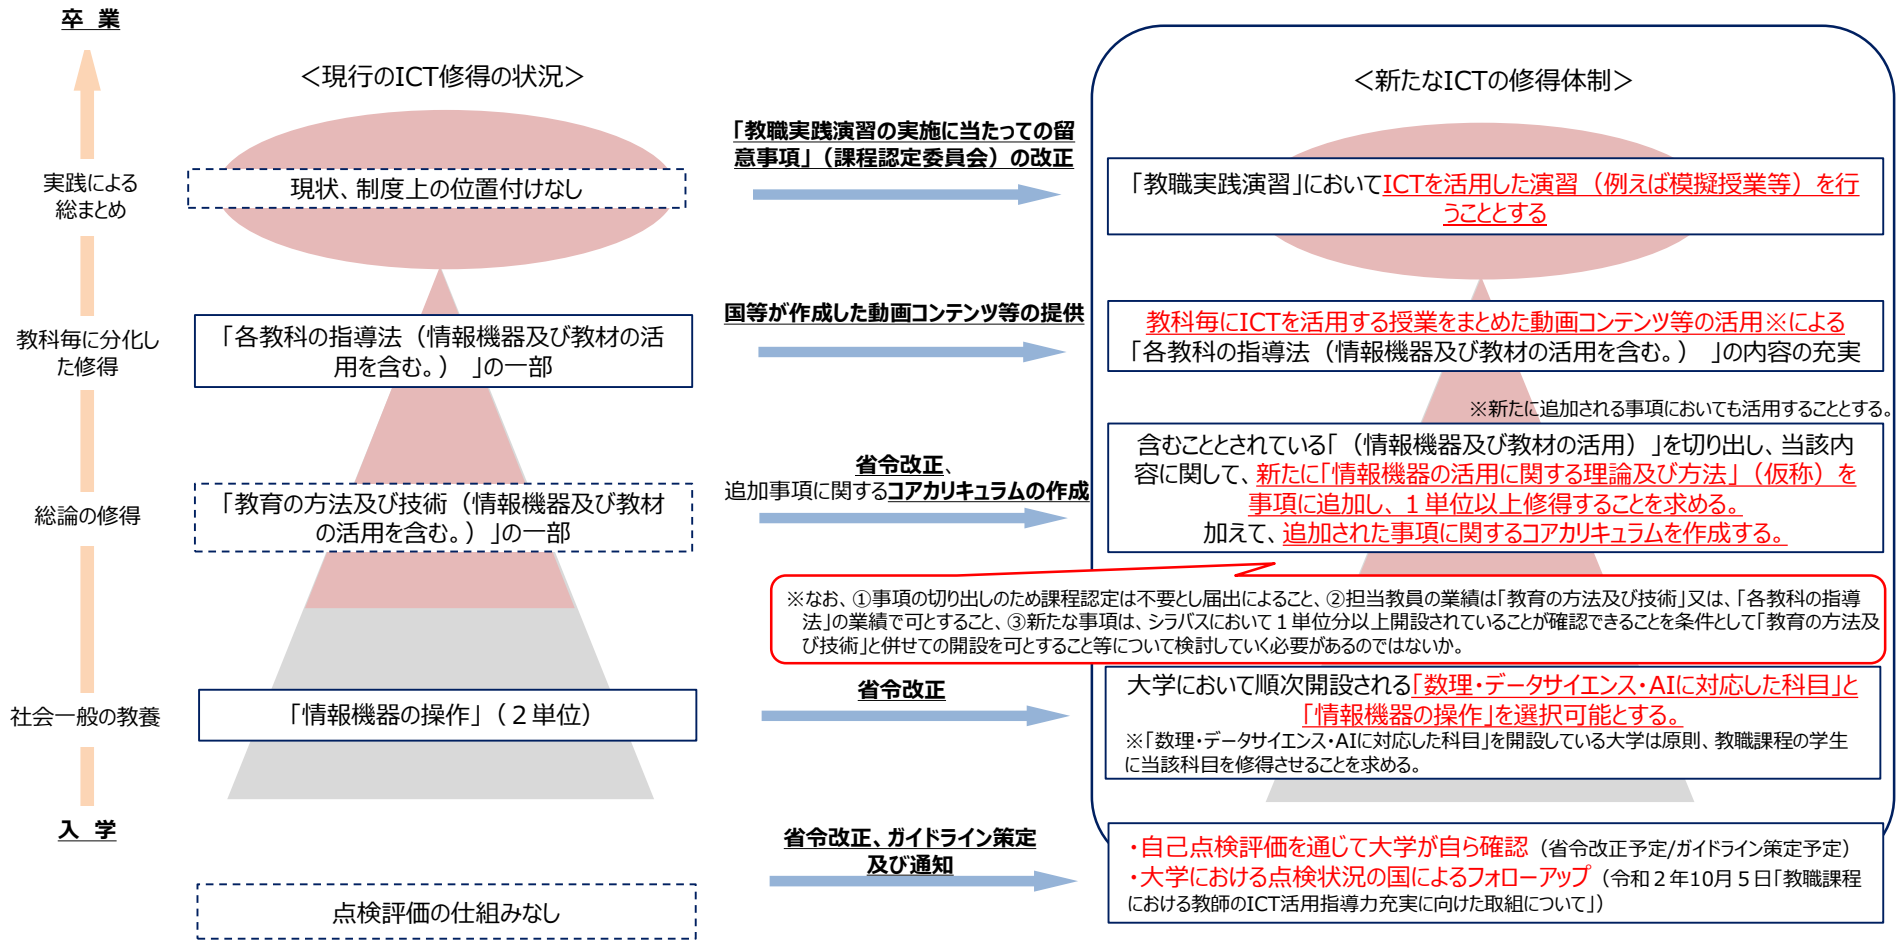 卒 業
＜現行のICT修得の状況＞
＜新たなICTの修得体制＞
実践による
総まとめ
現状、制度上の位置付けなし
「教職実践演習の実施に当たっての留
意事項」（課程認定委員会）の改正
「教職実践演習」においてICTを活用した演習（例えば模擬授業等）を行
うこととする
教科毎に分化し
た修得
「各教科の指導法（情報機器及び教材の活
用を含む。）」の一部
国等が作成した動画コンテンツ等の提供
教科毎にICTを活用する授業をまとめた動画コンテンツ等の活用※による
「各教科の指導法（情報機器及び教材の活用を含む。）」の内容の充実
※新たに追加される事項においても活用することとする。
総論の修得
「教育の方法及び技術（情報機器及び教材
の活用を含む。）」の一部
省令改正、
追加事項に関するコアカリキュラムの作成
含むこととされている「（情報機器及び教材の活用）」を切り出し、当該内
容に関して、新たに「情報機器の活用に関する理論及び方法」（仮称）を
事項に追加し、１単位以上修得することを求める。
加えて、追加された事項に関するコアカリキュラムを作成する。
※なお、①事項の切り出しのため課程認定は不要とし届出によること、②担当教員の業績は「教育の方法及び技術」又は、「各教科の指導
法」の業績で可とすること、③新たな事項は、シラバスにおいて１単位分以上開設されていることが確認できることを条件として「教育の方法及
び技術」と併せての開設を可とすること等について検討していく必要があるのではないか。
社会一般の教養
「情報機器の操作」（２単位）
省令改正
大学において順次開設される「数理・データサイエンス・AIに対応した科目」と
「情報機器の操作」を選択可能とする。
※「数理・データサイエンス・AIに対応した科目」を開設している大学は原則、教職課程の学生
に当該科目を修得させることを求める。
入 学
点検評価の仕組みなし
省令改正、ガイドライン策定
及び通知
・自己点検評価を通じて大学が自ら確認（省令改正予定/ガイドライン策定予定）
・大学における点検状況の国によるフォローアップ（令和２年10月５日「教職課程
における教師のICT活用指導力充実に向けた取組について」）